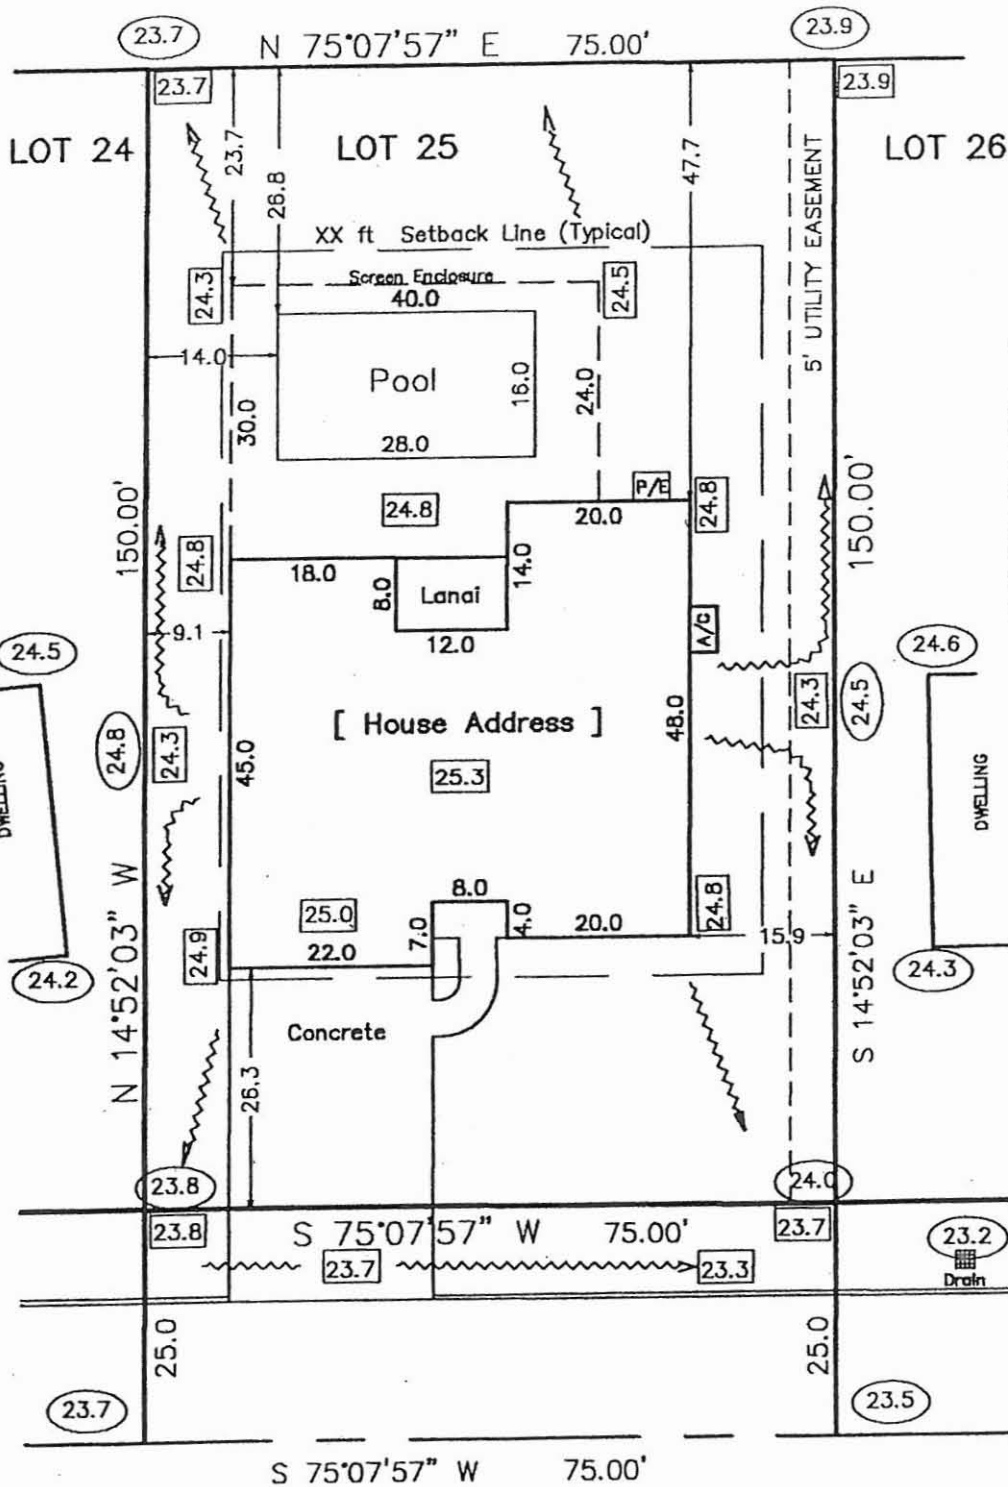 23.7
N 75°07'57" E 75.00'
23.9
23.7
23.9
LOT 24
23.7
26.8
LOT 25
47.7
5' UTILITY EASEMENT
LOT 26
XX ft Setback Line (Typical)
24.3
Screen Enclosure
40.0
24.5
14.0
Pool
16.0
24.0
30.0
28.0
150.00'
24.8
P/E
24.8
150.00'
20.0
24.8
18.0
8.0
Lanai
14.0
12.0
A/C
9.1
24.5
24.6
24.8
24.3
45.0
[ House Address ]
48.0
24.3
24.5
25.3
DWELLING
DWELLING
N 14°52'03" W
8.0
24.8
S 14°52'03" E
25.0
7.0
4.0
20.0
15.9
24.9
22.0
24.2
24.3
Concrete
26.3
23.8
24.0
23.8
S 75°07'57" W 75.00'
23.7
23.2
23.7
23.3
Drain
25.0
25.0
23.7
23.5
S 75°07'57" W 75.00'